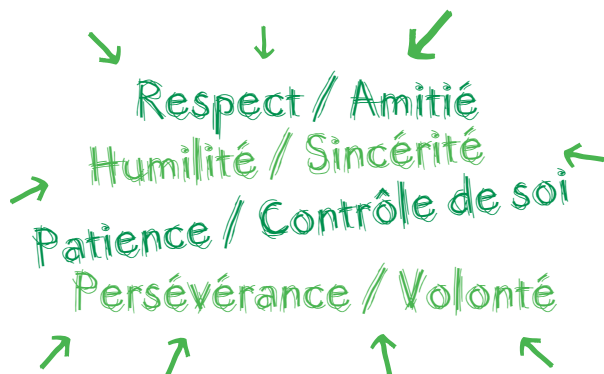 Respect / Amitié
Humilité / Sincérité
Patience / Contrôle de soi
Persévérance / Volonté